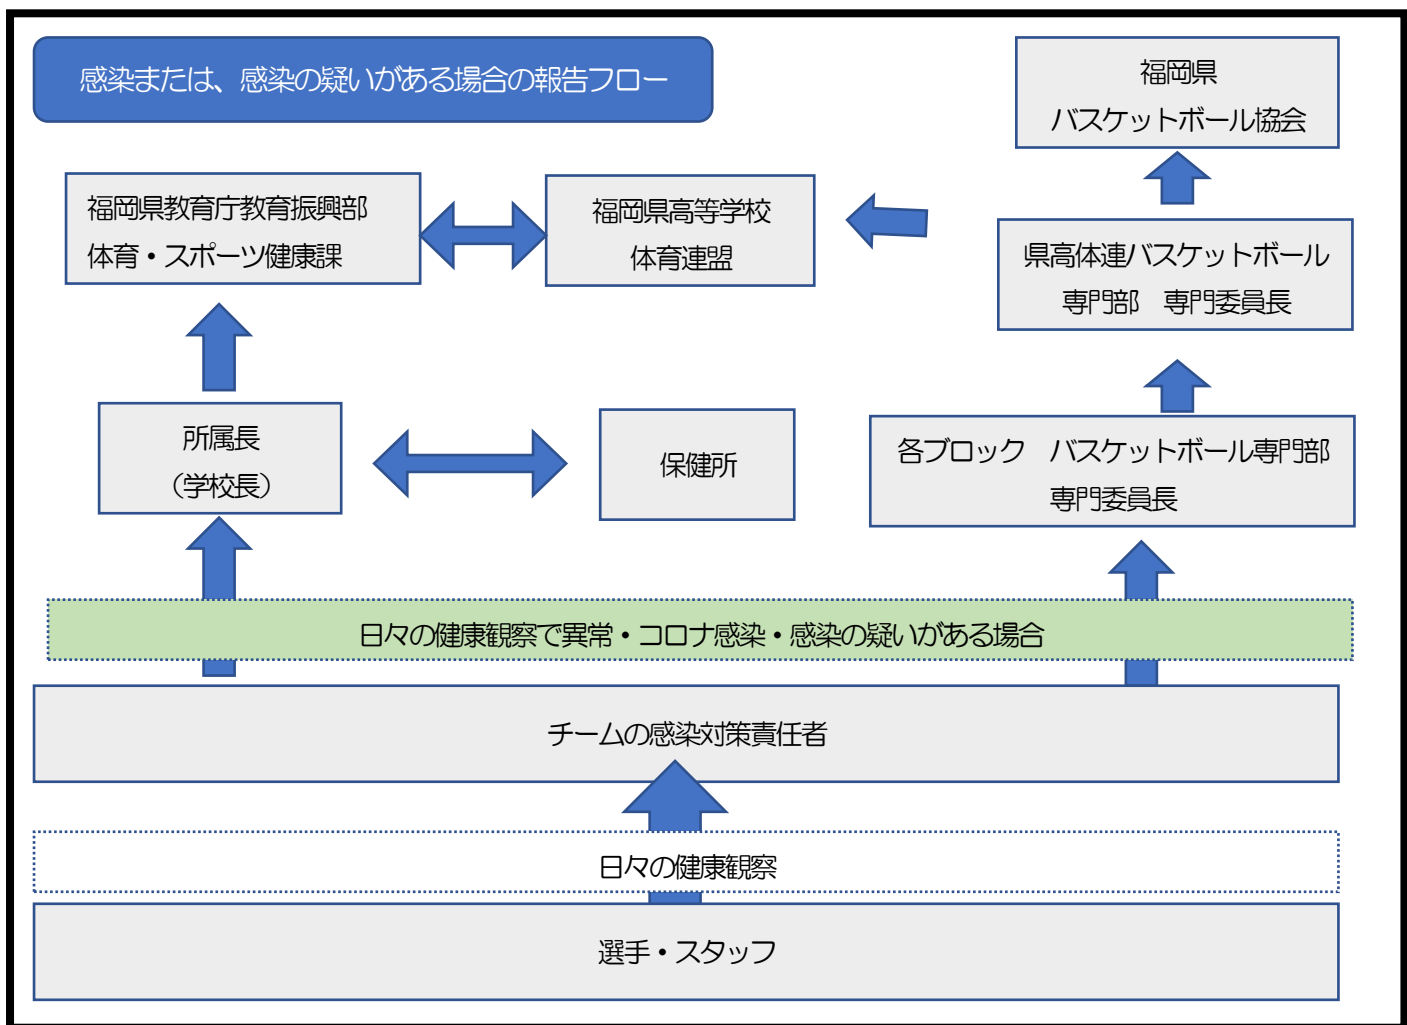 感染または、感染の疑いがある場合の報告フロー
福岡県
バスケットボール協会
福岡県教育庁教育振興部
体育・スポーツ健康課
福岡県高等学校
体育連盟
県高体連バスケットボール
専門部　専門委員長
所属長
（学校長）
保健所
各ブロック　バスケットボール専門部
専門委員長
日々の健康観察で異常・コロナ感染・感染の疑いがある場合
チームの感染対策責任者
日々の健康観察
選手・スタッフ